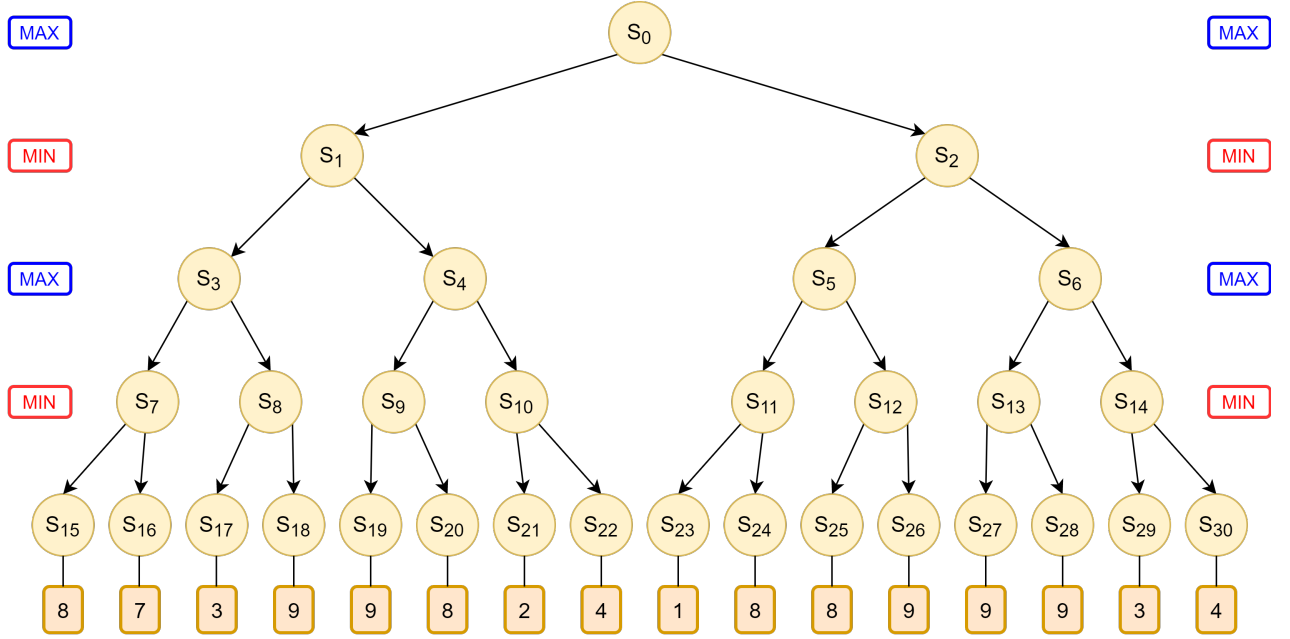 MAX S₀ MAX
MIN S₁ S₂ MIN
MAX S₃ S₄ S₅ S₆ MAX
MIN S₇ S₈ S₉ S₁₀ S₁₁ S₁₂ S₁₃ S₁₄ MIN
S₁₅ S₁₆ S₁₇ S₁₈ S₁₉ S₂₀ S₂₁ S₂₂ S₂₃ S₂₄ S₂₅ S₂₆ S₂₇ S₂₈ S₂₉ S₃₀
8 7 3 9 9 8 2 4 1 8 8 9 9 9 3 4